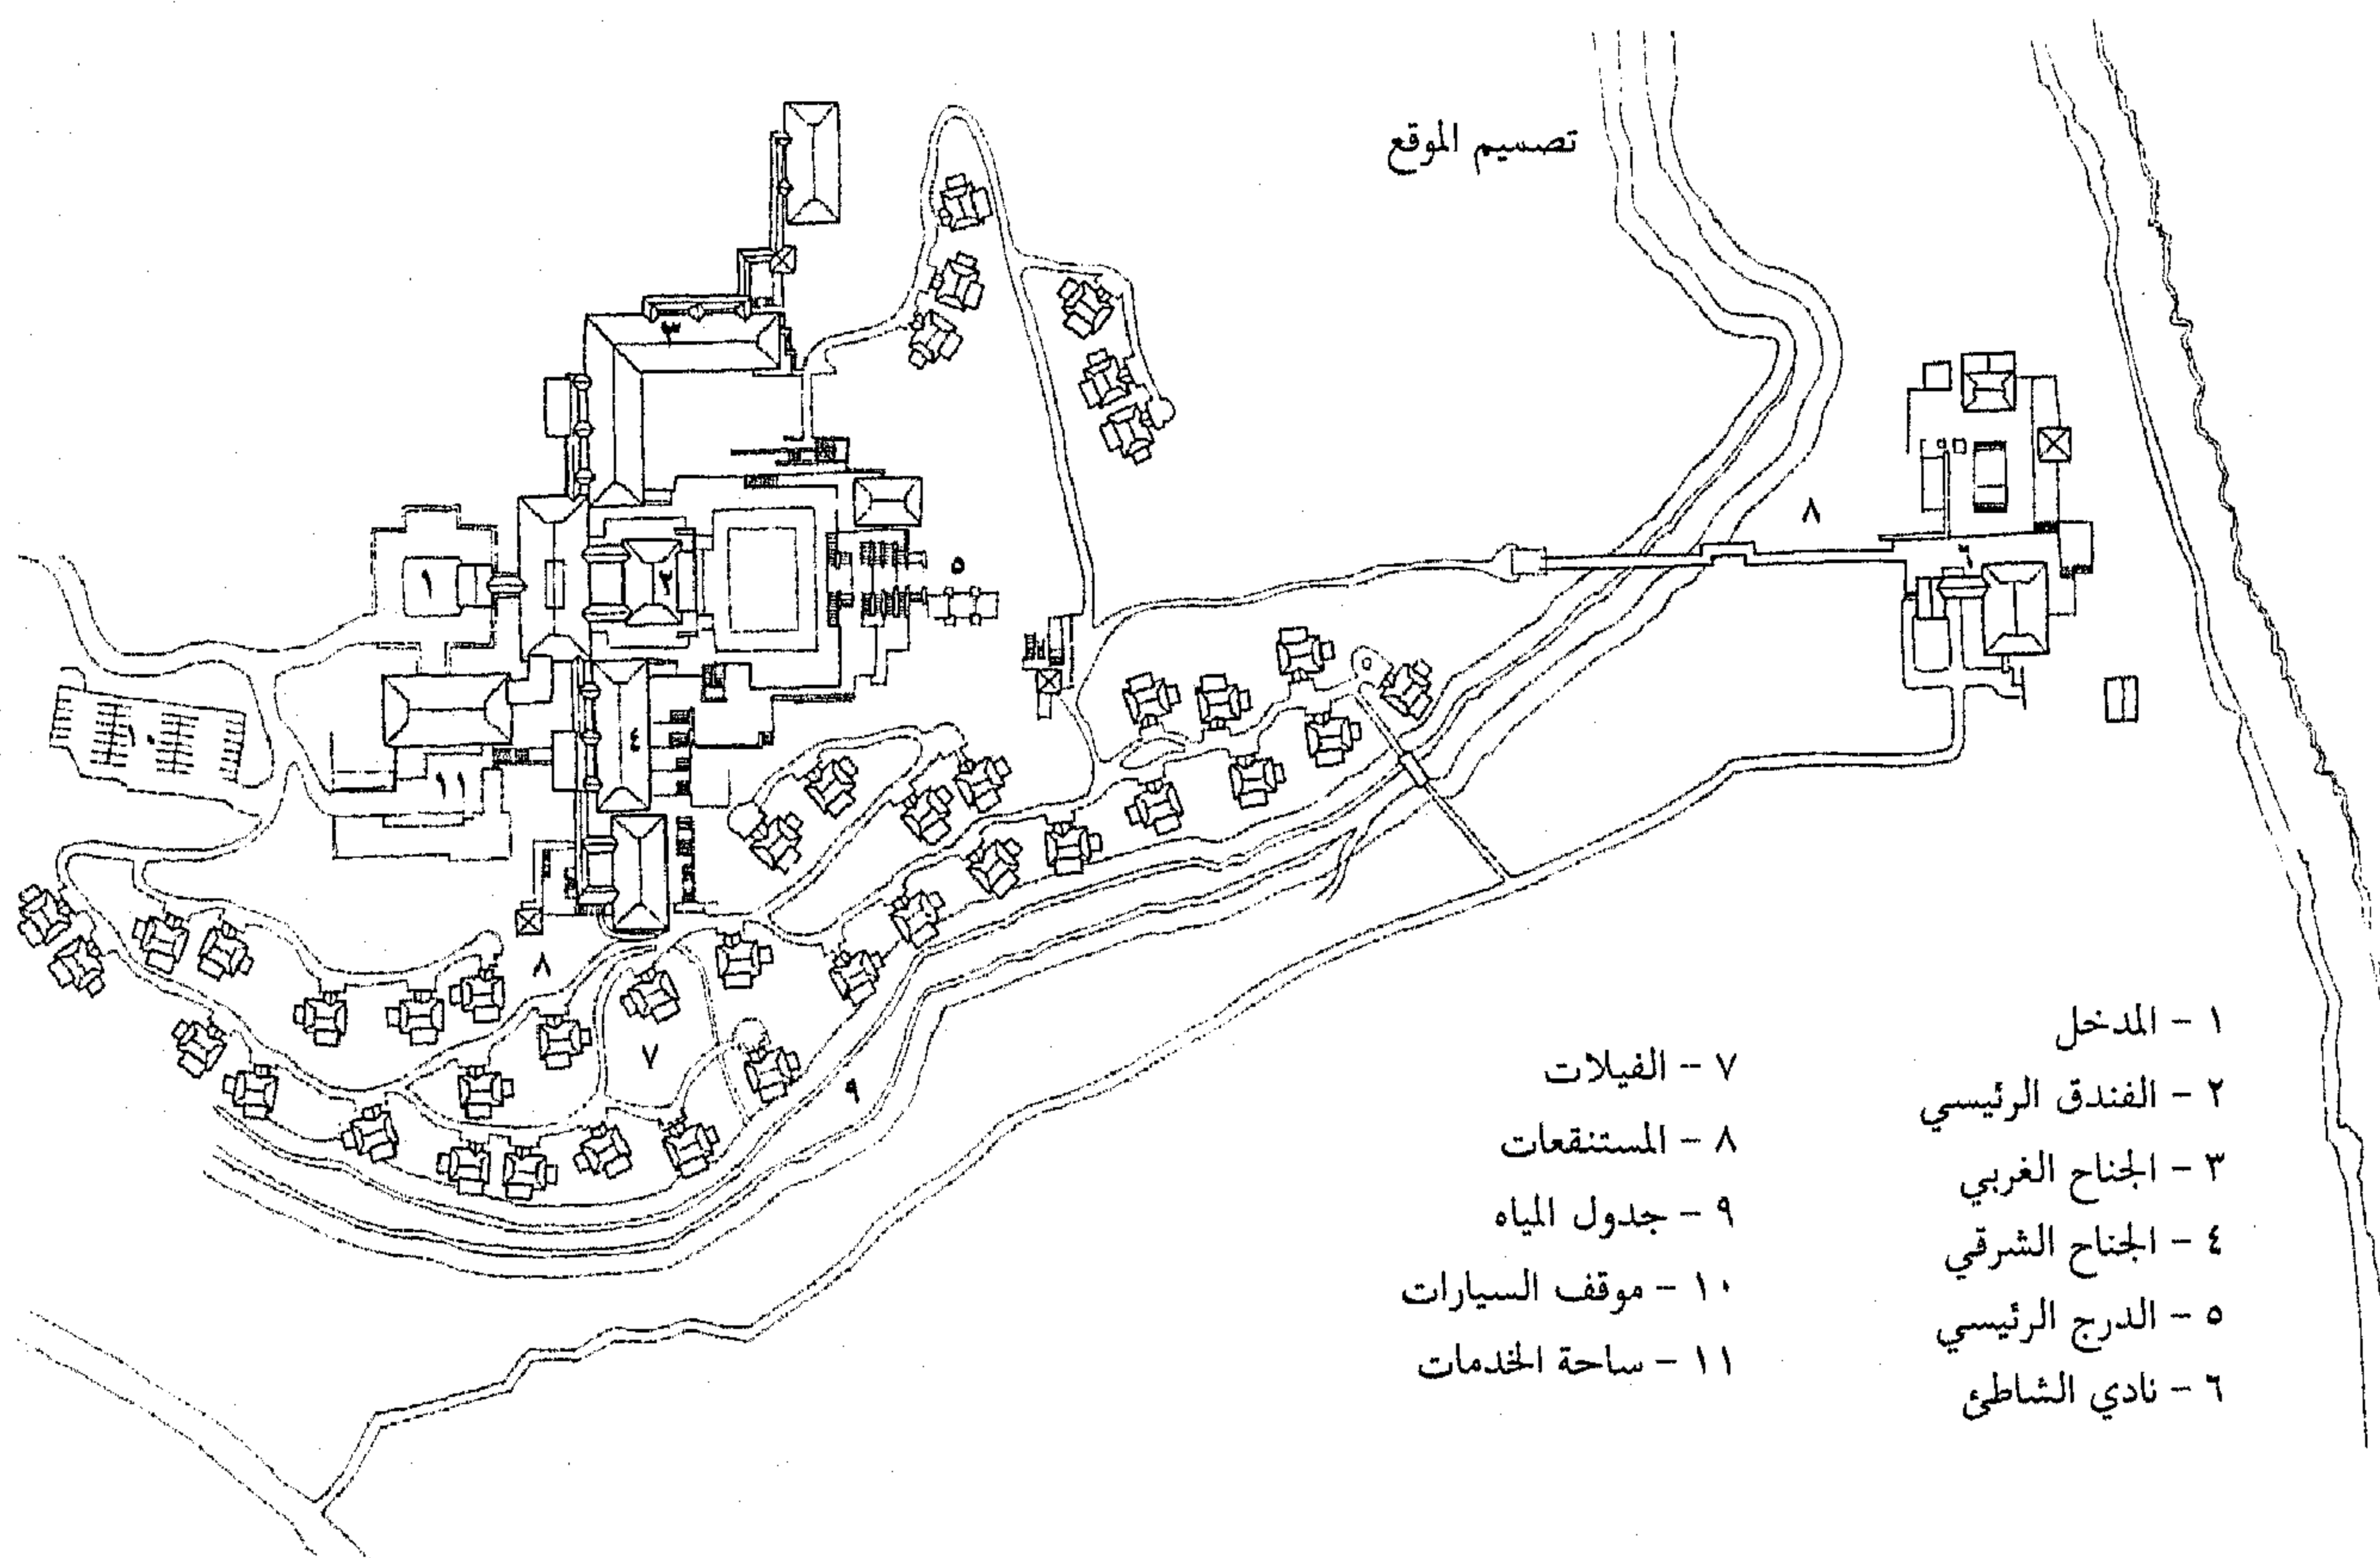 تصميم الموقع
٣
١
٢
٥
٨
٦
٤
١٠
١١
٨
٧
٩
١ - المدخل
٢ - الفندق الرئيسي
٣ - الجناح الغربي
٤ - الجناح الشرقي
٥ - الدرج الرئيسي
٦ - نادي الشاطئ
٧ - الفيلات
٨ - المستنقعات
٩ - جدول المياه
١٠ - موقف السيارات
١١ - ساحة الخدمات